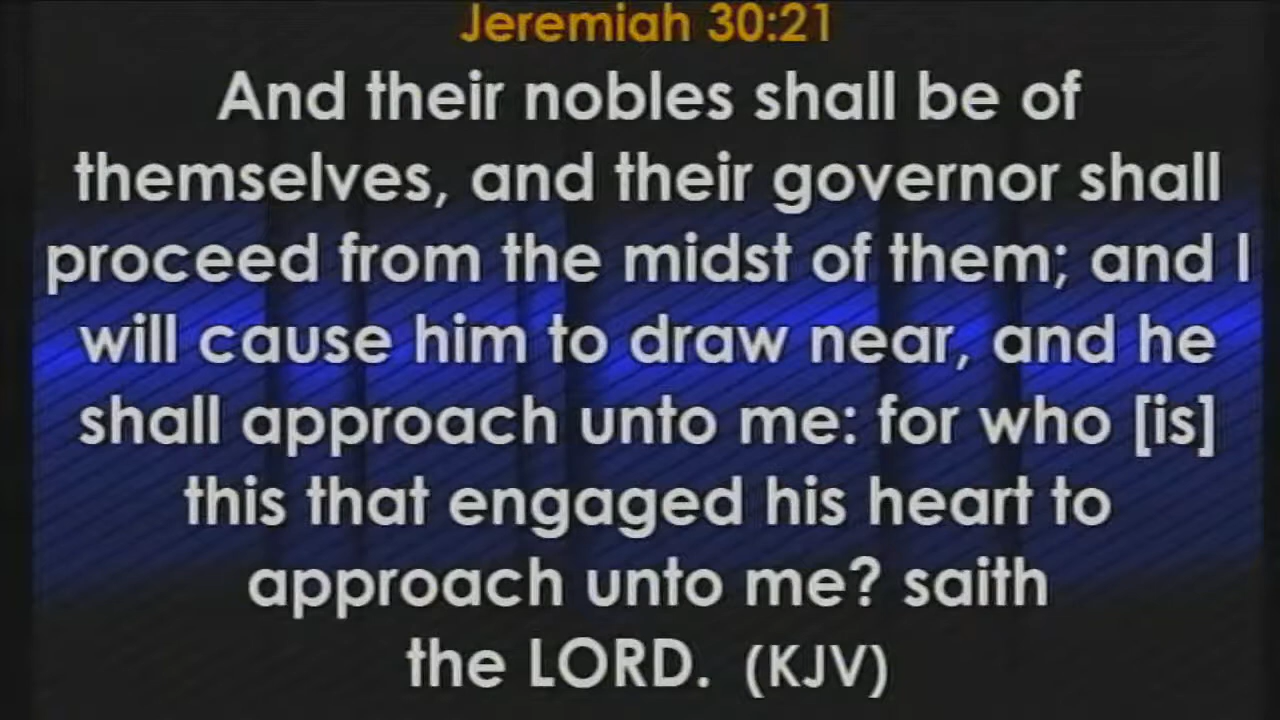 Jeremiah 30:21
And their nobles shall be of
themselves, and their governor shall
proceed from the midst of them; and I
will cause him to draw near, and he
shall approach unto me: for who [is]
this that engaged his heart to
approach unto me? saith
the LORD. (KJV)